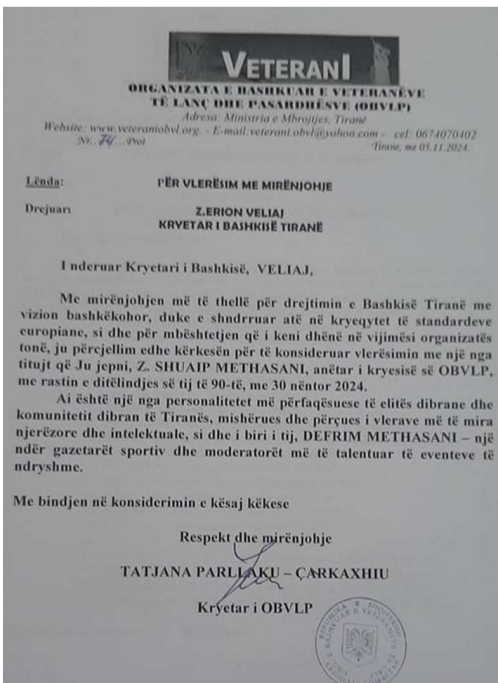 VETERANI
ORGANIZATA E BASHKUAR E VETERANËVE
TË LANÇ DHE PASARDHËSVE (OBVLP)
Adresa: Ministria e Mbrojtjes, Tiranë
Website: www.veteraniobvl.org. - E-mail.veterani.obvl@yahoo.com - cel: 0674070402
Nr. 74 ...Prot Tirane, me 05.11.2024.
Lënda: PËR VLERËSIM ME MIRËNJOHJE
Drejuar: Z.ERION VELIAJ
KRYETAR I BASHKISË TIRANË
I nderuar Kryetari i Bashkisë, VELIAJ,
Me mirënjohjen më të thellë për drejtimin e Bashkisë Tiranë me
vizion bashkëkohor, duke e shndrruar atë në kryeqytet të standardeve
europiane, si dhe për mbështetjen që i keni dhënë në vijimësi organizatës
tonë, ju përcjellim edhe kërkesën për të konsideruar vlerësimin me një nga
titujt që Ju jepni, Z. SHUAIP METHASANI, anëtar i kryesisë së OBVLP,
me rastin e ditëlindjes së tij të 90-të, me 30 nëntor 2024.
Ai është një nga personalitetet më përfaqësuese të elitës dibrane dhe
komunitetit dibran të Tiranës, mishërues dhe përçues i vlerave më të mira
njerëzore dhe intelektuale, si dhe i biri i tij, DEFRIM METHASANI – një
ndër gazetarët sportiv dhe moderatorët më të talentuar të eventeve të
ndryshme.
Me bindjen në konsiderimin e kësaj këkese
Respekt dhe mirënjohje
TATJANA PARLLAKU – ÇARKAXHIU
Kryetar i OBVLP